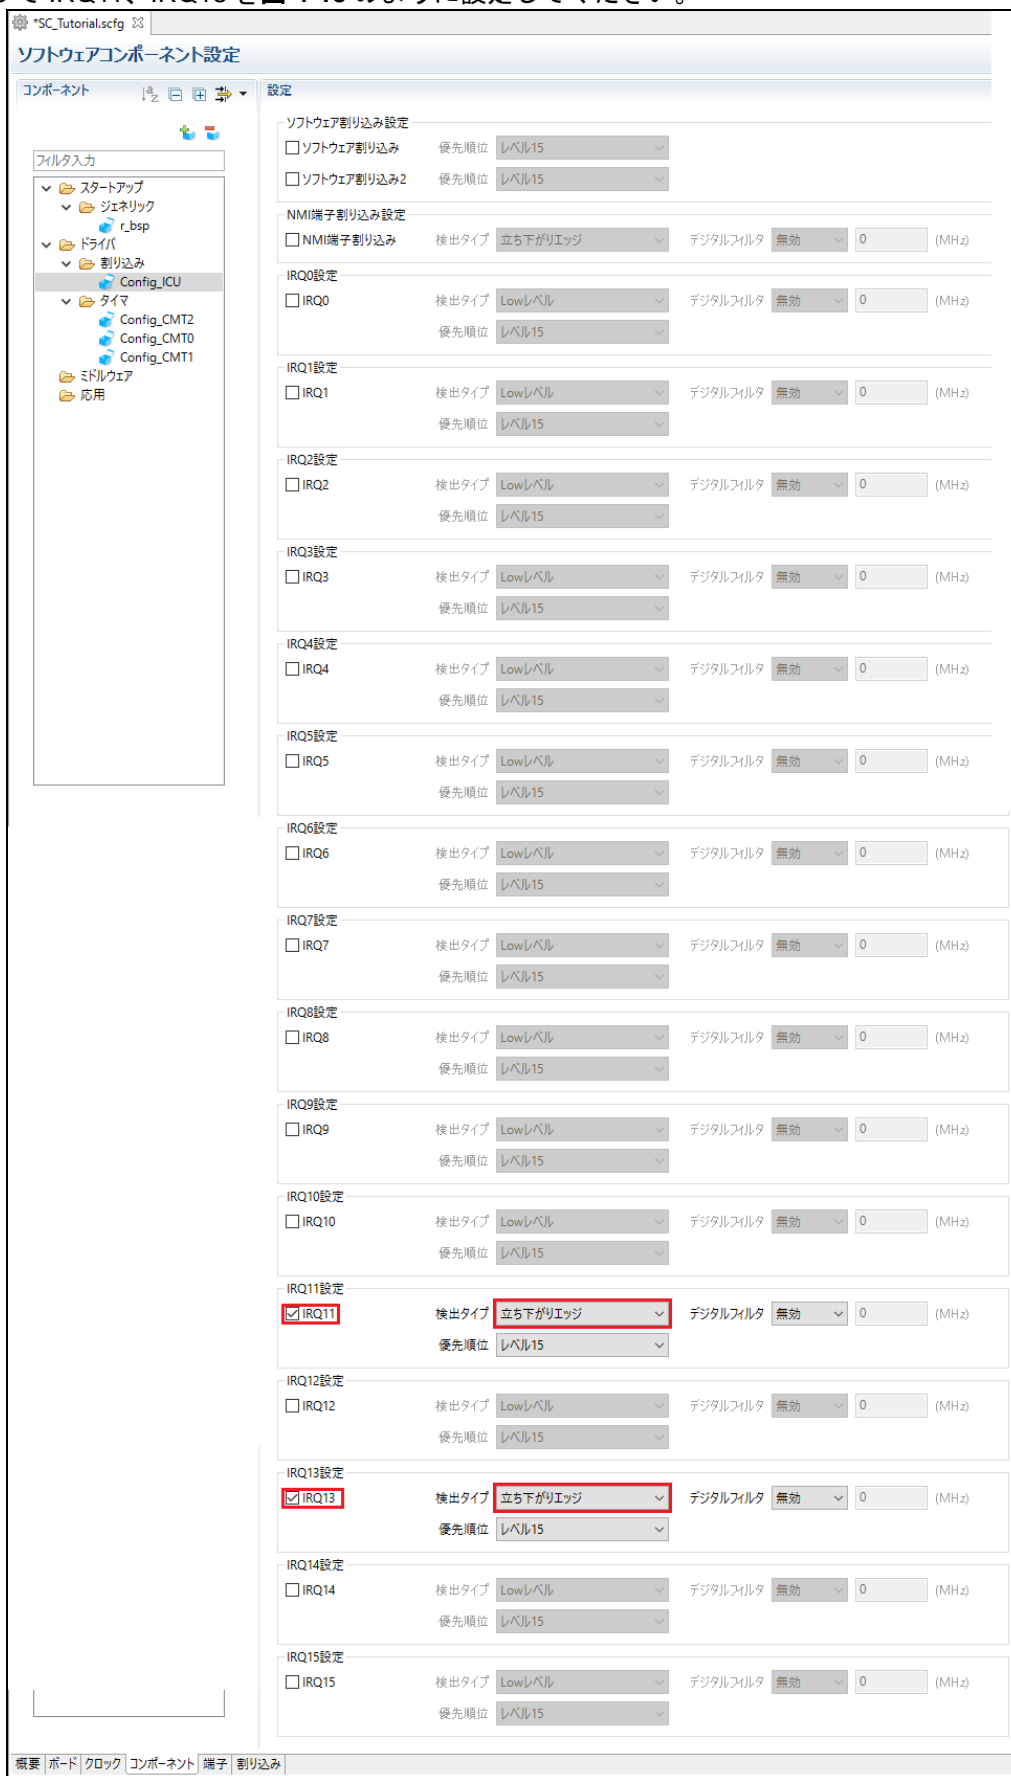 *SC_Tutorial.scfg
ソフトウェアコンポーネント設定
コンポーネント
フィルタ入力
スタートアップ
ジェネリック
r_bsp
ドライバ
割り込み
Config_ICU
タイマ
Config_CMT2
Config_CMT0
Config_CMT1
ミドルウェア
応用
設定
ソフトウェア割り込み設定
ソフトウェア割り込み 優先順位 レベル15
ソフトウェア割り込み2 優先順位 レベル15
NMI端子割り込み設定
NMI端子割り込み 検出タイプ 立ち下がりエッジ デジタルフィルタ 無効 0 (MHz)
IRQ0設定
IRQ0 検出タイプ Lowレベル デジタルフィルタ 無効 0 (MHz)
優先順位 レベル15
IRQ1設定
IRQ1 検出タイプ Lowレベル デジタルフィルタ 無効 0 (MHz)
優先順位 レベル15
IRQ2設定
IRQ2 検出タイプ Lowレベル デジタルフィルタ 無効 0 (MHz)
優先順位 レベル15
IRQ3設定
IRQ3 検出タイプ Lowレベル デジタルフィルタ 無効 0 (MHz)
優先順位 レベル15
IRQ4設定
IRQ4 検出タイプ Lowレベル デジタルフィルタ 無効 0 (MHz)
優先順位 レベル15
IRQ5設定
IRQ5 検出タイプ Lowレベル デジタルフィルタ 無効 0 (MHz)
優先順位 レベル15
IRQ6設定
IRQ6 検出タイプ Lowレベル デジタルフィルタ 無効 0 (MHz)
優先順位 レベル15
IRQ7設定
IRQ7 検出タイプ Lowレベル デジタルフィルタ 無効 0 (MHz)
優先順位 レベル15
IRQ8設定
IRQ8 検出タイプ Lowレベル デジタルフィルタ 無効 0 (MHz)
優先順位 レベル15
IRQ9設定
IRQ9 検出タイプ Lowレベル デジタルフィルタ 無効 0 (MHz)
優先順位 レベル15
IRQ10設定
IRQ10 検出タイプ Lowレベル デジタルフィルタ 無効 0 (MHz)
優先順位 レベル15
IRQ11設定
IRQ11 検出タイプ 立ち下がりエッジ デジタルフィルタ 無効 0 (MHz)
優先順位 レベル15
IRQ12設定
IRQ12 検出タイプ Lowレベル デジタルフィルタ 無効 0 (MHz)
優先順位 レベル15
IRQ13設定
IRQ13 検出タイプ 立ち下がりエッジ デジタルフィルタ 無効 0 (MHz)
優先順位 レベル15
IRQ14設定
IRQ14 検出タイプ Lowレベル デジタルフィルタ 無効 0 (MHz)
優先順位 レベル15
IRQ15設定
IRQ15 検出タイプ Lowレベル デジタルフィルタ 無効 0 (MHz)
優先順位 レベル15
概要 ボード クロック コンポーネント 端子 割り込み